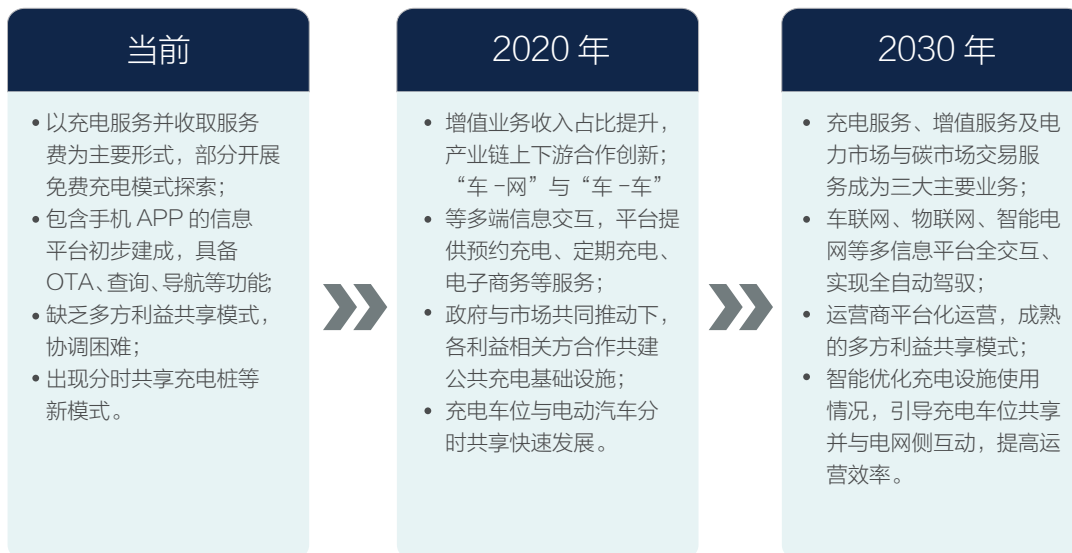 当前
• 以充电服务并收取服务
费为主要形式，部分开展
免费充电模式探索；
• 包含手机 APP 的信息
平台初步建成，具备
OTA、查询、导航等功能；
• 缺乏多方利益共享模式，
协调困难；
• 出现分时共享充电桩等
新模式。
2020 年
• 增值业务收入占比提升，
产业链上下游合作创新；
“车 –网”与“车 –车”
• 等多端信息交互，平台提
供预约充电、定期充电、
电子商务等服务；
• 政府与市场共同推动下，
各利益相关方合作共建
公共充电基础设施；
• 充电车位与电动汽车分
时共享快速发展。
2030 年
• 充电服务、增值服务及电
力市场与碳市场交易服
务成为三大主要业务；
• 车联网、物联网、智能电
网等多信息平台全交互、
实现全自动驾驭；
• 运营商平台化运营，成熟
的多方利益共享模式；
• 智能优化充电设施使用
情况，引导充电车位共享
并与电网侧互动，提高运
营效率。